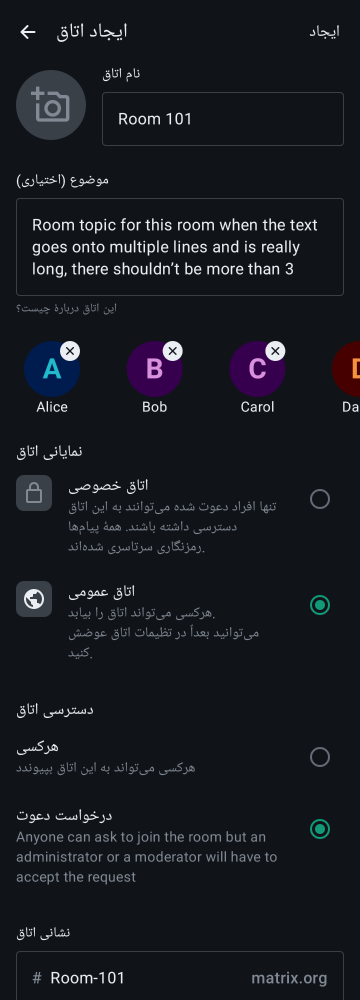 ایجاد اتاق
ایجاد
نام اتاق
Room 101
موضوع (اختیاری)
Room topic for this room when the text
goes onto multiple lines and is really
long, there shouldn’t be more than 3
این اتاق دربارهٔ چیست؟
A
B
C
D
Alice
Bob
Carol
Da
نمایانی اتاق
اتاق خصوصی
تنها افراد دعوت شده می‌توانند به این اتاق
دسترسی داشته باشند. همهٔ پیام‌ها
رمزنگاری سرتاسری شده‌اند.
اتاق عمومی
هرکسی می‌تواند اتاق را بیابد.
می‌توانید بعداً در تظیمات اتاق عوضش
کنید.
دسترسی اتاق
هرکسی
هرکسی می‌تواند به این اتاق بپیوندد
درخواست دعوت
Anyone can ask to join the room but an
administrator or a moderator will have to
accept the request
نشانی اتاق
# Room-101 matrix.org